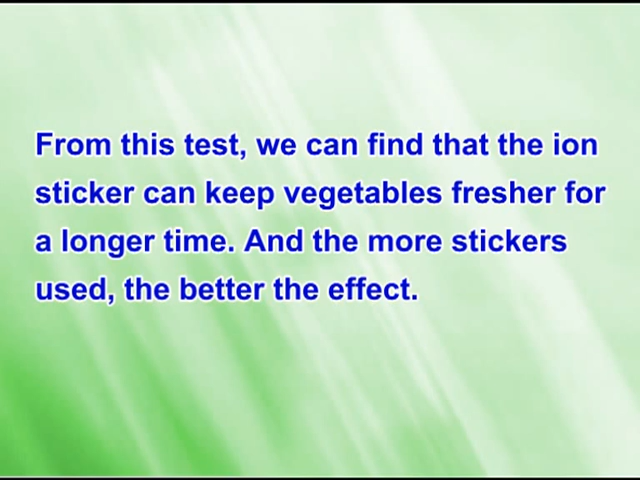 From this test, we can find that the ion
sticker can keep vegetables fresher for
a longer time. And the more stickers
used, the better the effect.